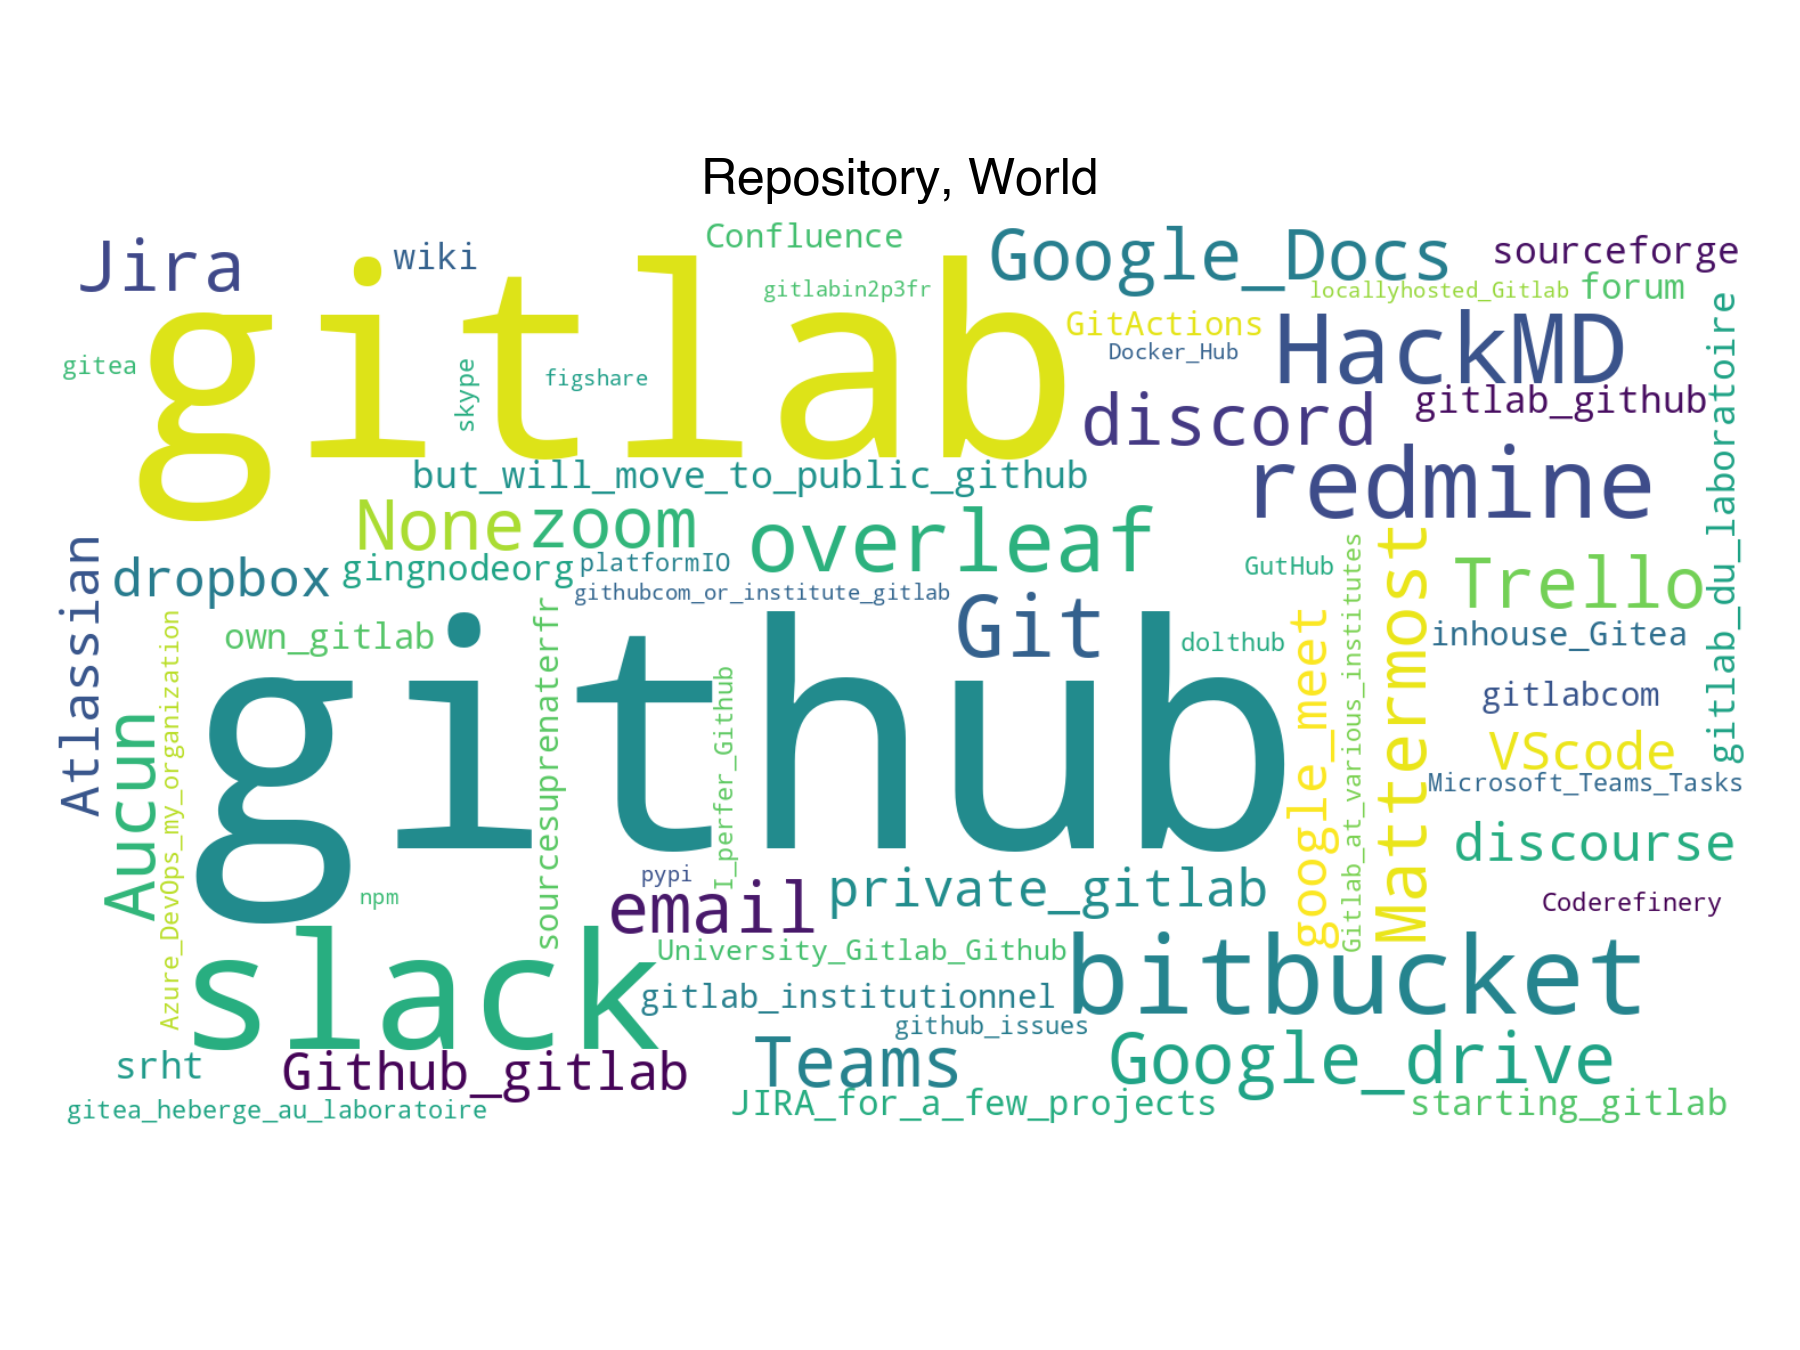 Repository, World
Confluence
Jira
wiki
Google_Docs
sourceforge
gitlab
gitlabin2p3fr
locallyhosted_Gitlab
forum
GitActions
HackMD
Docker_Hub
gitea
skype
figshare
discord
gitlab_github
gitlab_du_laboratoire
but_will_move_to_public_github
redmine
None
zoom
overleaf
Atlassian
dropbox
gingnodeorg
platformIO
GutHub
Gitlab_at_various_institutes
Mattermost
Trello
githubcom_or_institute_gitlab
Git
own_gitlab
github
dolthub
inhouse_Gitea
Azure_DevOps_my_organization
sourcesuprenaterfr
I_perfer_Github
google_meet
gitlabcom
Aucun
VScode
Microsoft_Teams_Tasks
discourse
pypi
npm
email
private_gitlab
Coderefinery
slack
University_Gitlab_Github
bitbucket
gitlab_institutionnel
github_issues
srht
Github_gitlab
Teams
Google_drive
gitea_heberge_au_laboratoire
JIRA_for_a_few_projects
starting_gitlab